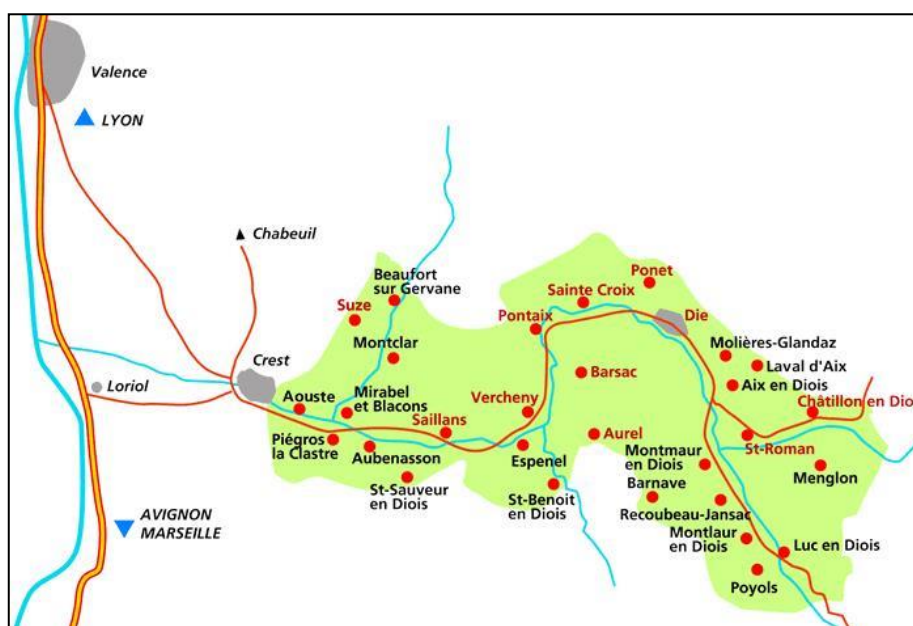 Valence
LYON
Chabeuil
Beaufort
sur Gervane
Suze
Montclar
Crest
Loriol
Aouste
Mirabel
et Blacons
Piégros
la Clastre
Saillans
Aubenasson
St-Sauveur
en Diois
AVIGNON
MARSEILLE
Ponet
Sainte Croix
Pontaix
Die
Molières-Glandaz
Laval d'Aix
Aix en Diois
Châtillon en Dio
Barsac
Vercheny
Aurel
Espenel
St-Benoit
en Diois
Montmaur
en Diois
St-Roman
Menglon
Barnave
Recoubeau-Jansac
Montlaur
en Diois
Luc en Diois
Poyols